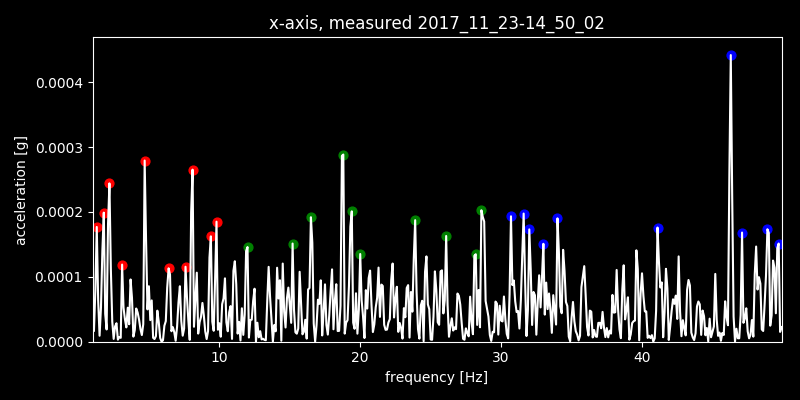 x-axis, measured 2017_11_23-14_50_02
acceleration [g]
0.0004
0.0003
0.0002
0.0001
0.0000
10 20 30 40
frequency [Hz]